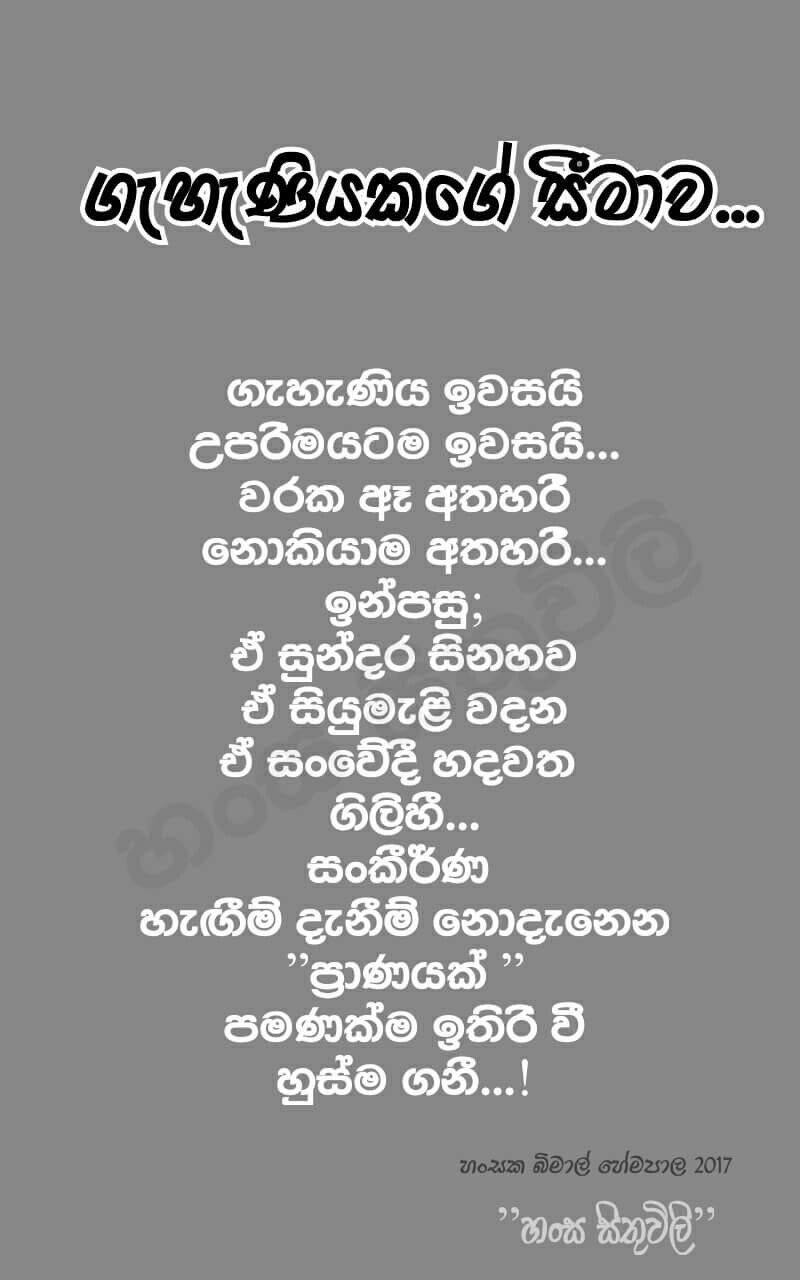 ගැහැණියකගේ සීමාව...
ගැහැණිය ඉවසයි
උපරිමයටම ඉවසයි...
වරක ඈ අතහරී
නොකියාම අතහරී...
ඉන්පසු;
ඒ සුන්දර සිනහව
ඒ සියුමැළි වදන
ඒ සංවේදී හදවත
ගිලිහී...
සංකීර්ණ
හැඟීම් දැනීම් නොදැනෙන
”ප්‍රාණයක් ”
පමණක්ම ඉතිරි වී
හුස්ම ගනී...!
හංසක බිමාල් හේමපාල 2017
”හංස සිතුවිලි”
හංස සිතුවිලි